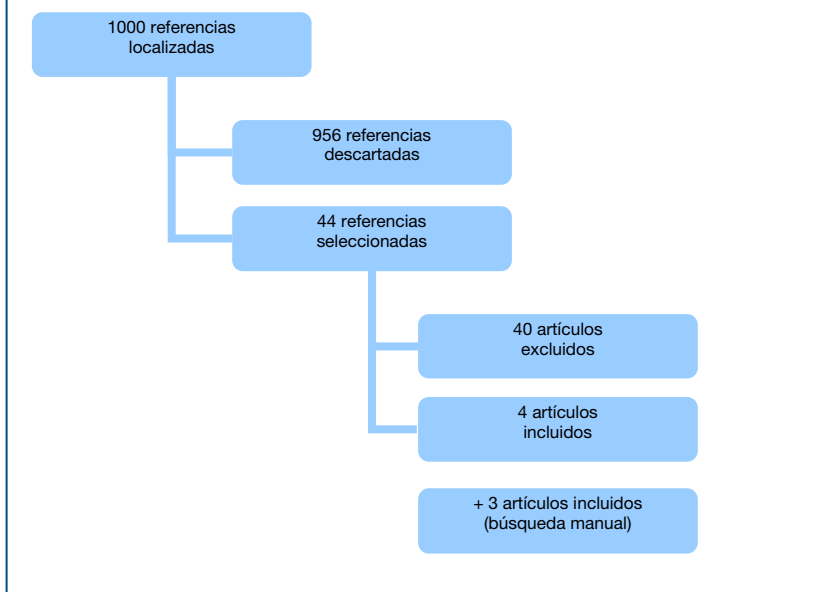 1000 referencias
localizadas
956 referencias
descartadas
44 referencias
seleccionadas
40 artículos
excluidos
4 artículos
incluidos
+ 3 artículos incluidos
(búsqueda manual)